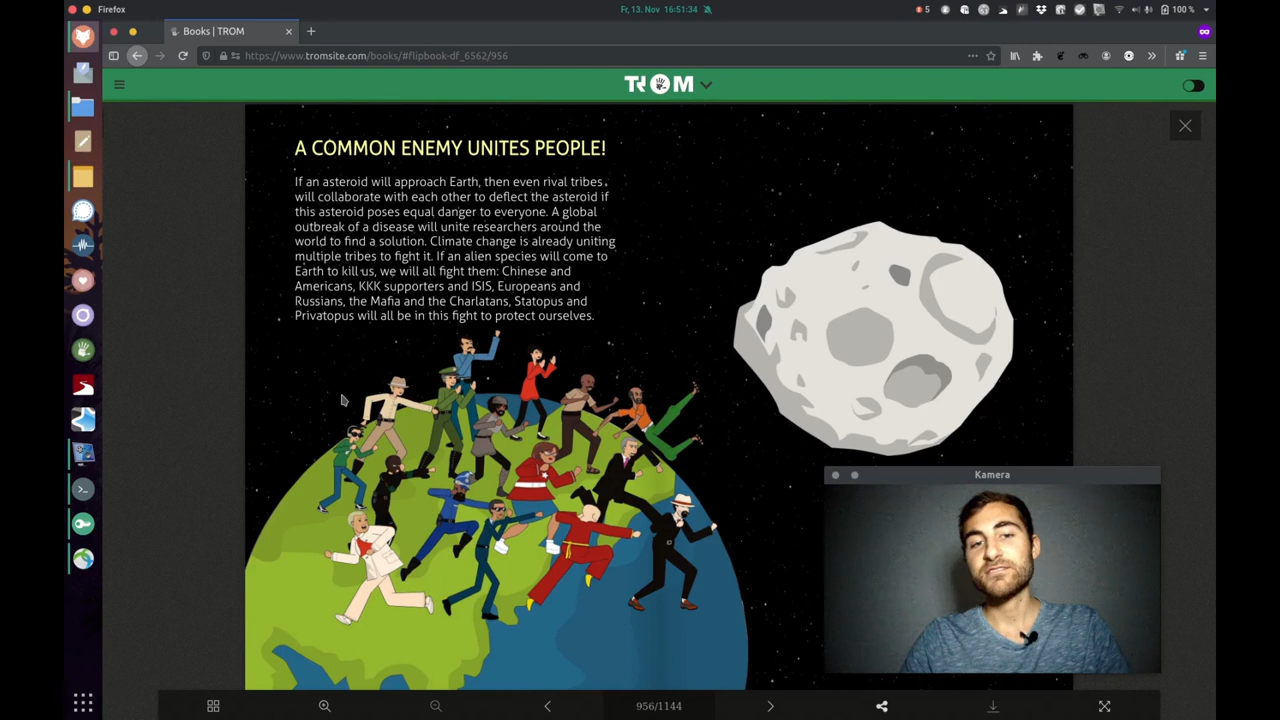 Firefox
Fr, 13. Nov 16:51:34
5
100 %
Books | TROM
https://www.tromsite.com/books/#flipbook-df_6562/956
TROM
A COMMON ENEMY UNITES PEOPLE!
If an asteroid will approach Earth, then even rival tribes
will collaborate with each other to deflect the asteroid if
this asteroid poses equal danger to everyone. A global
outbreak of a disease will unite researchers around the
world to find a solution. Climate change is already uniting
multiple tribes to fight it. If an alien species will come to
Earth to kill us, we will all fight them: Chinese and
Americans, KKK supporters and ISIS, Europeans and
Russians, the Mafia and the Charlatans, Statopus and
Privatopus will all be in this fight to protect ourselves.
Kamera
956/1144